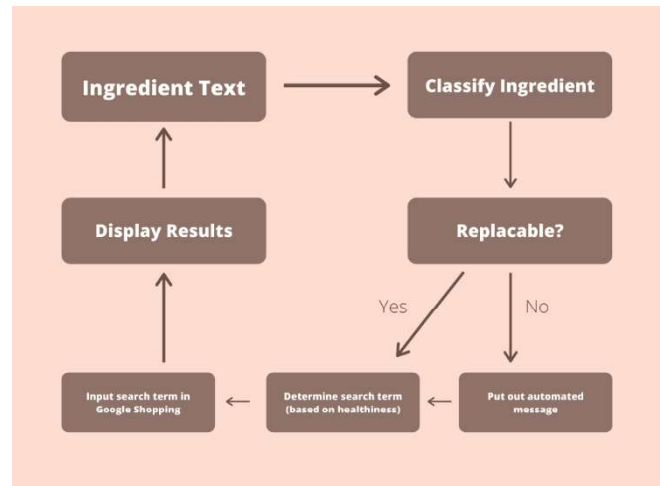 Ingredient Text
Classify Ingredient
Display Results
Replacable?
Yes
No
Input search term in
Google Shopping
Determine search term
(based on healthiness)
Put out automated
message